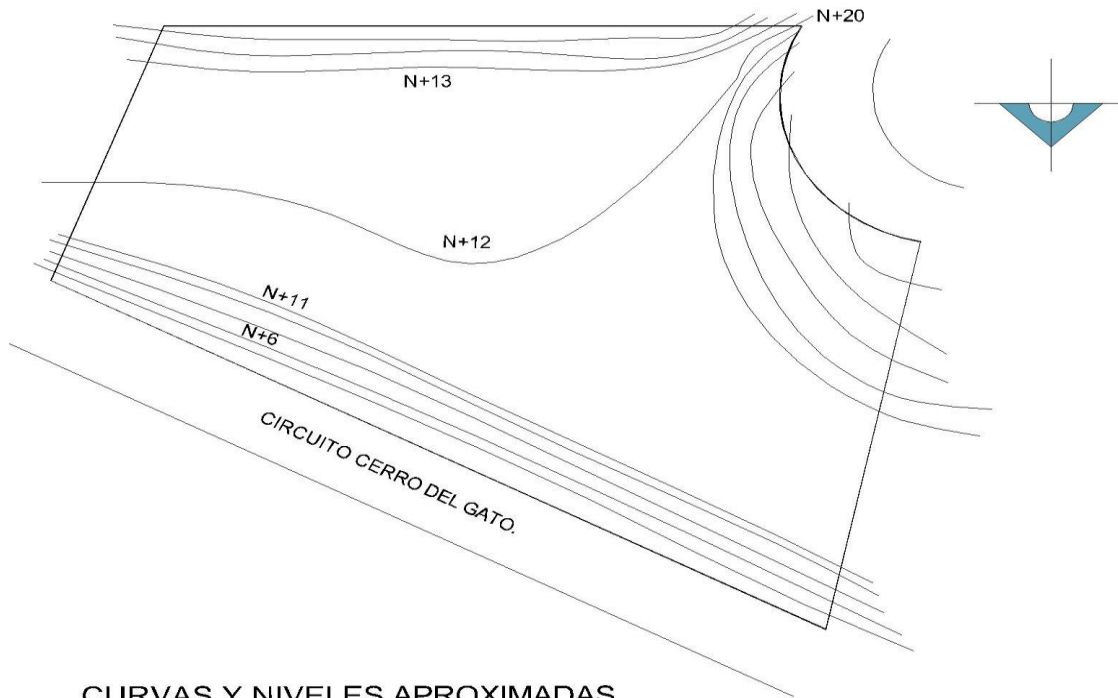 N+20
N+13
N+12
N+11
N+6
CIRCUITO CERRO DEL GATO.
CURVAS Y NIVELES APROXIMADAS